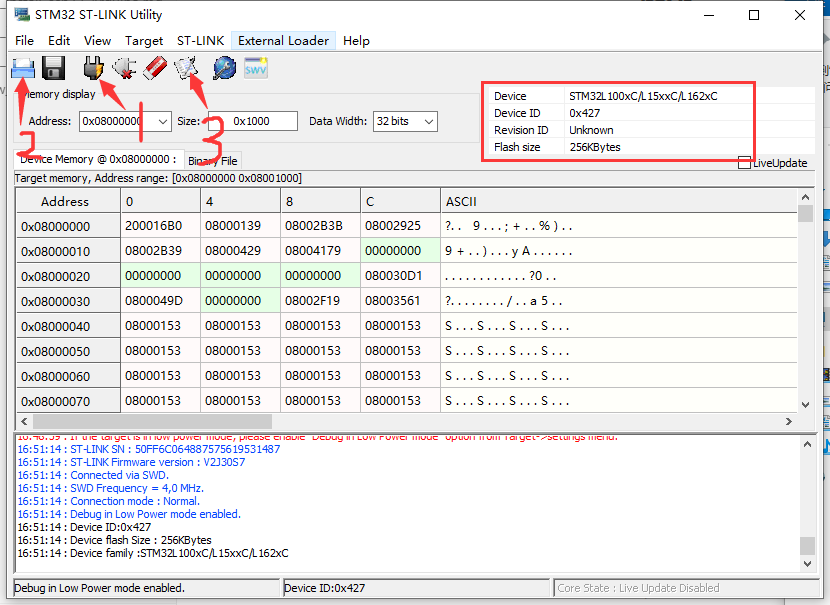 STM32 ST-LINK Utility
File Edit View Target ST-LINK External Loader Help
SWV
Memory display
Address: 0x08000000 Size: 0x1000 Data Width: 32 bits
1
2
3
Device STM32L100xC/L15xxC/L162xC
Device ID 0x427
Revision ID Unknown
Flash size 256KBytes
LiveUpdate
Device Memory @ 0x08000000 : Binary File
Target memory, Address range: [0x08000000 0x08001000]
Address 0 4 8 C ASCII
0x08000000 200016B0 08000139 08002B3B 08002925 ?.. 9...;+..%)..
0x08000010 08002B39 08000429 08004179 00000000 9+..)...yA......
0x08000020 00000000 00000000 00000000 080030D1 ............?0..
0x08000030 0800049D 00000000 08002F19 08003561 ?......../..a5..
0x08000040 08000153 08000153 08000153 08000153 S...S...S...S...
0x08000050 08000153 08000153 08000153 08000153 S...S...S...S...
0x08000060 08000153 08000153 08000153 08000153 S...S...S...S...
0x08000070 08000153 08000153 08000153 08000153 S...S...S...S...
16:48:39 : If the target is in low power mode, please enable "Debug in Low Power mode" option from Target->settings menu.
16:51:14 : ST-LINK SN : 50FF6C064887575619531487
16:51:14 : ST-LINK Firmware version : V2J30S7
16:51:14 : Connected via SWD.
16:51:14 : SWD Frequency = 4,0 MHz.
16:51:14 : Connection mode : Normal.
16:51:14 : Debug in Low Power mode enabled.
16:51:14 : Device ID:0x427
16:51:14 : Device flash Size : 256KBytes
16:51:14 : Device family :STM32L100xC/L15xxC/L162xC
Debug in Low Power mode enabled. Device ID:0x427 Core State : Live Update Disabled